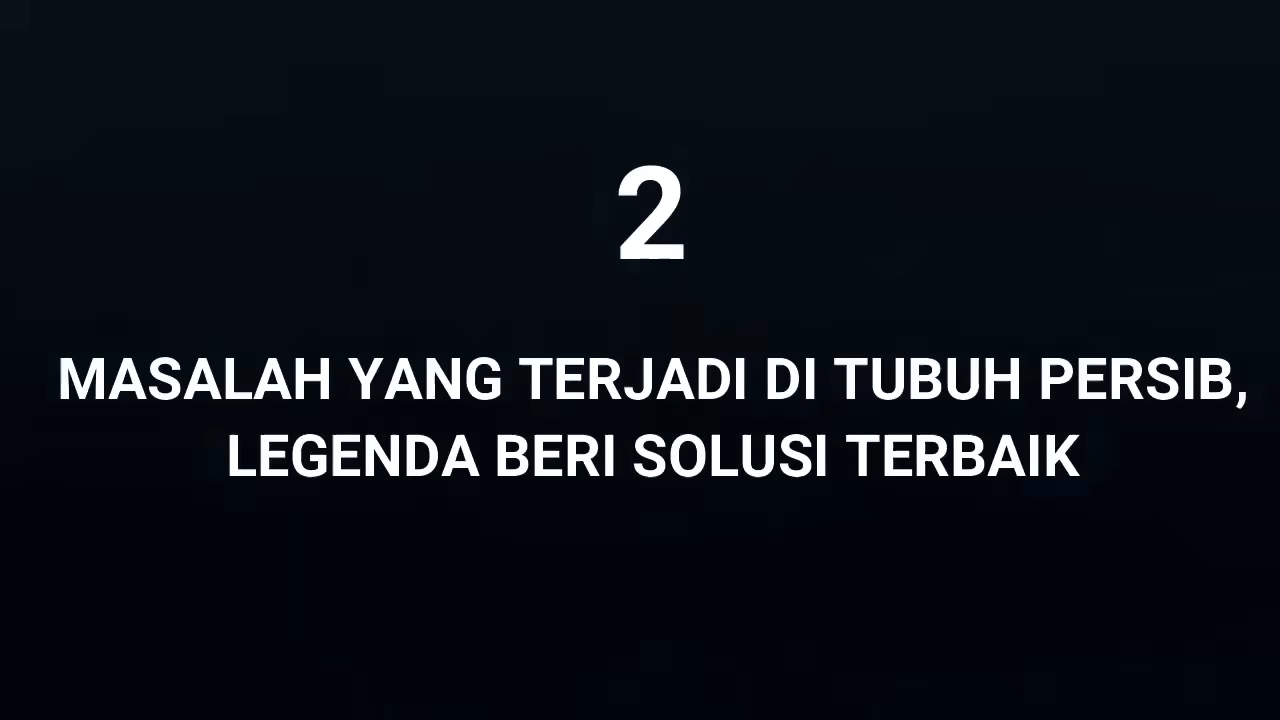 2
MASALAH YANG TERJADI DI TUBUH PERSIB,
LEGENDA BERI SOLUSI TERBAIK